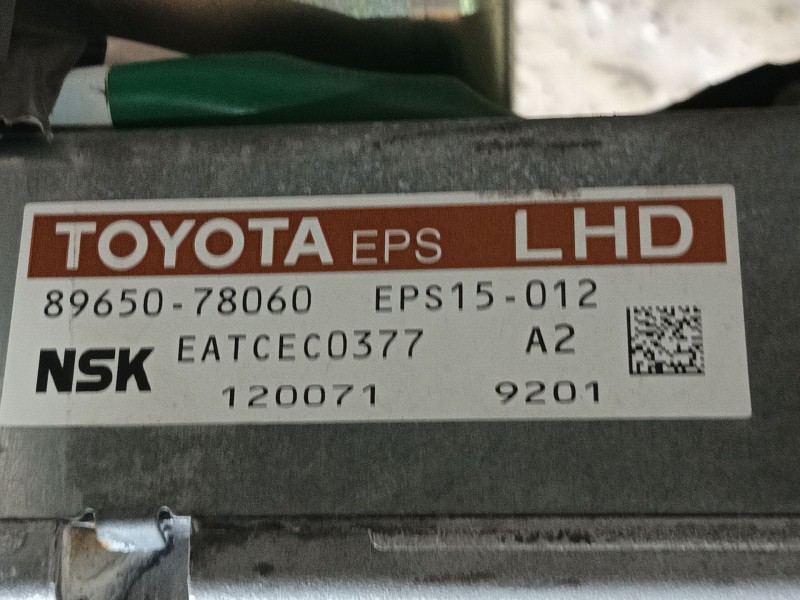 TOYOTA EPS LHD
89650-78060 EPS15-012
NSK EATCEC0377 A2
120071 9201